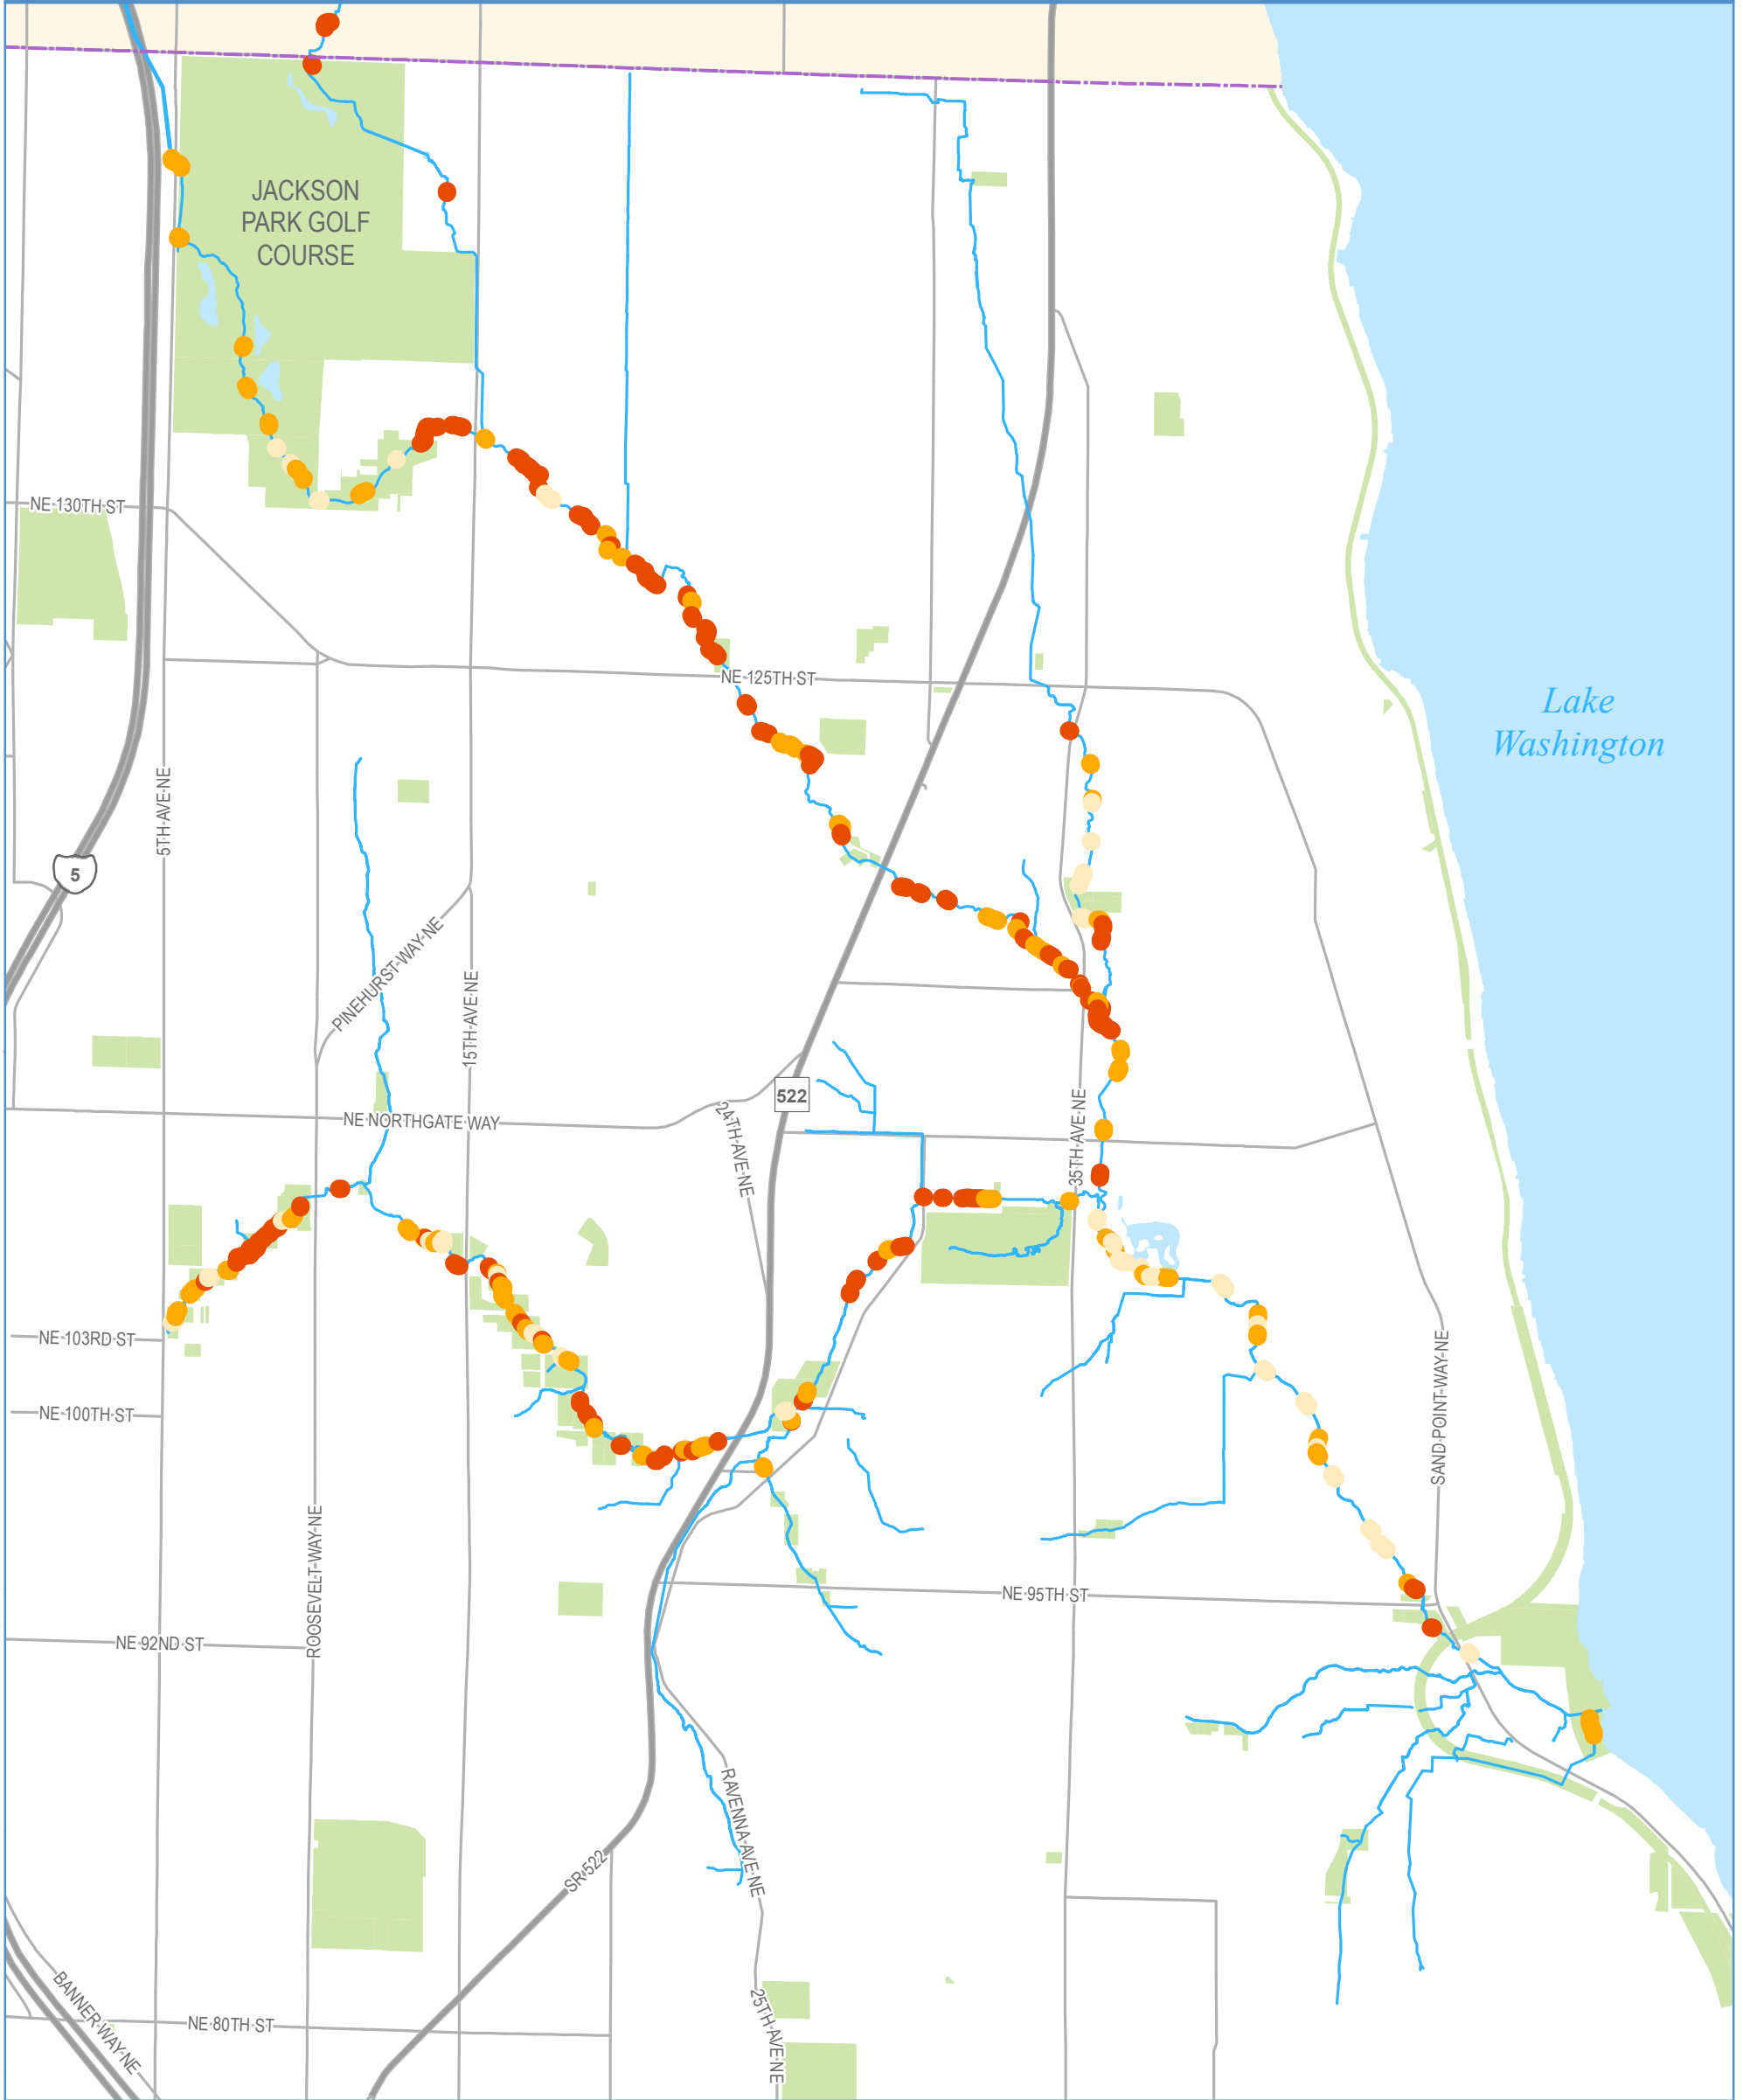 JACKSON
PARK GOLF
COURSE
NE 130TH ST
NE 125TH ST
Lake
Washington
5TH AVE NE
5
PINEHURST WAY NE
15TH AVE NE
522
NE NORTHGATE WAY
24TH AVE NE
35TH AVE NE
NE 103RD ST
SAND POINT WAY NE
NE 100TH ST
ROOSEVELT WAY NE
NE 95TH ST
NE 92ND ST
RAVENNA AVE NE
SR 522
BANNER WAY NE
NE 80TH ST
25TH AVE NE